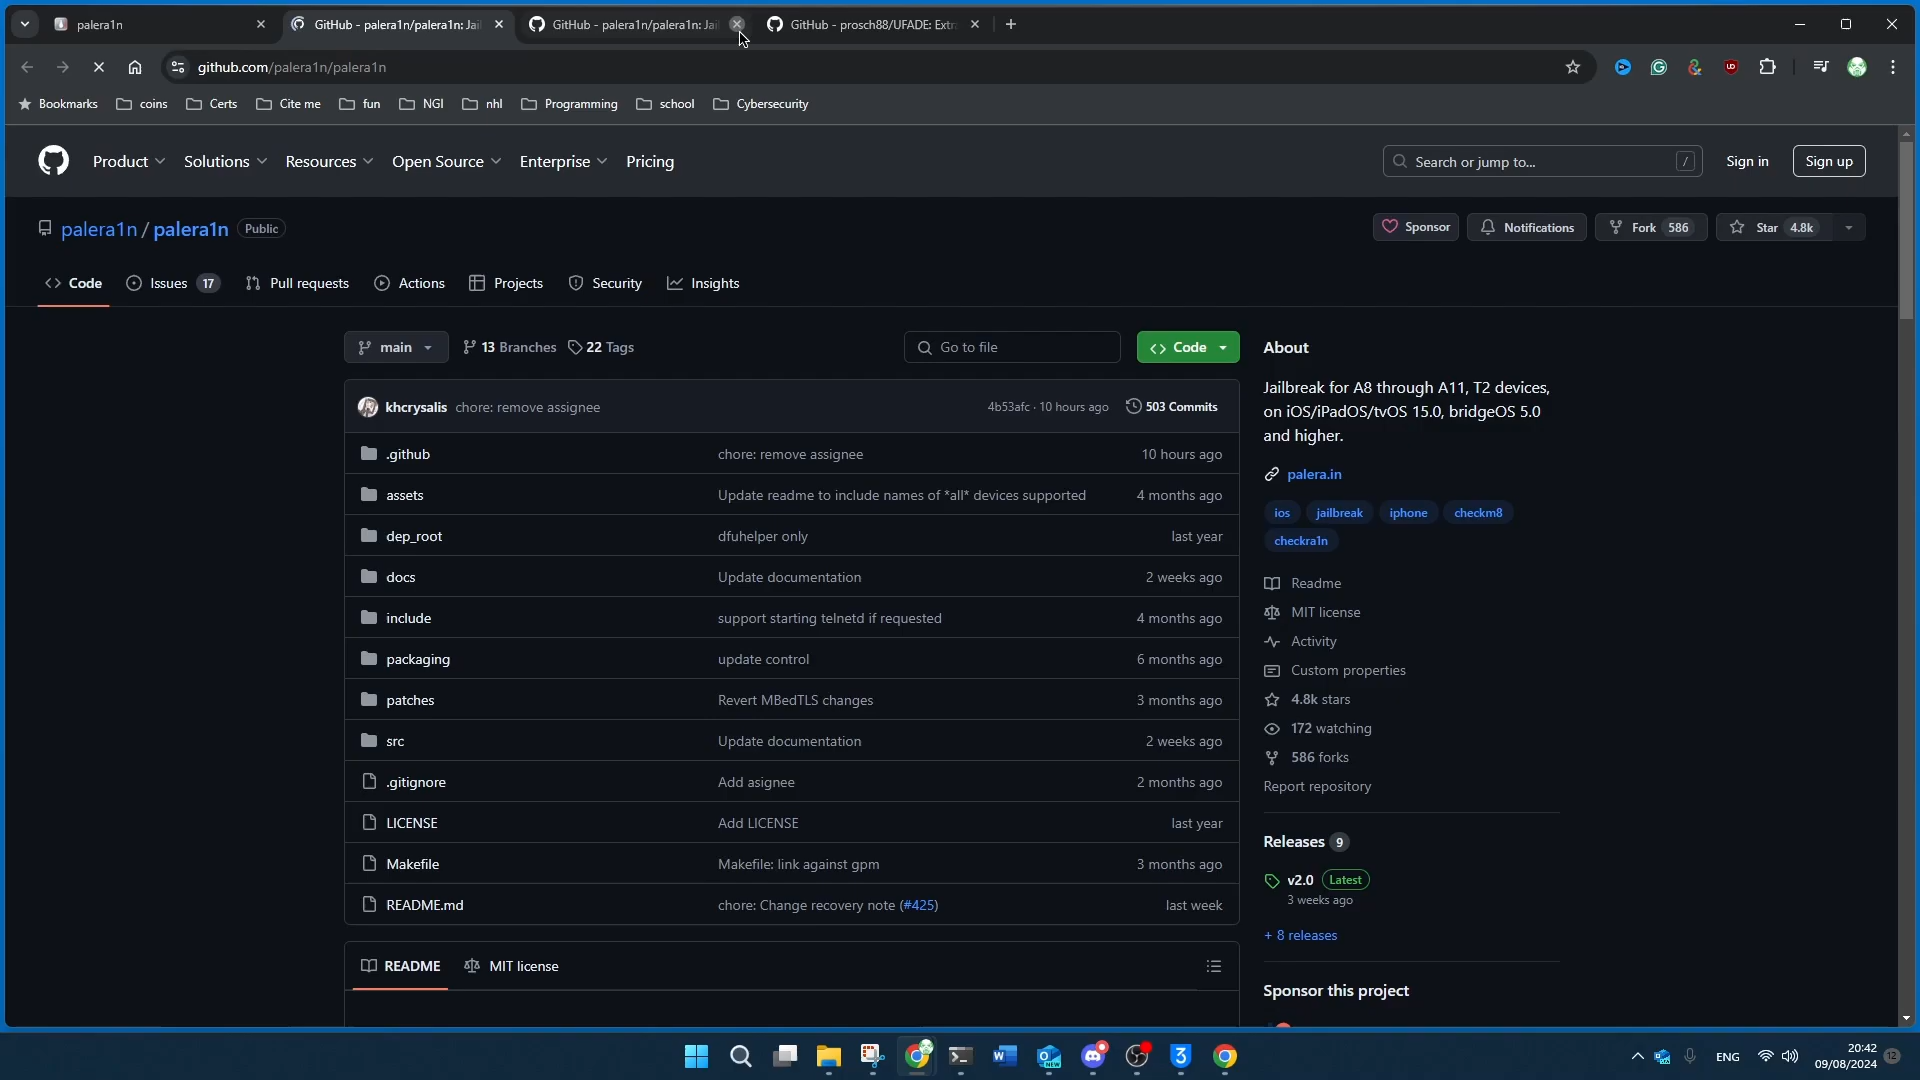 palera1n
GitHub - palera1n/palera1n: Jai
GitHub - palera1n/palera1n: Jai
GitHub - prosch88/UFADE: Extr
github.com/palera1n/palera1n
Bookmarks
coins
Certs
Cite me
fun
NGI
nhl
Programming
school
Cybersecurity
Product
Solutions
Resources
Open Source
Enterprise
Pricing
Search or jump to...
/
Sign in
Sign up
palera1n / palera1n Public
Sponsor
Notifications
Fork 586
Star 4.8k
Code
Issues 17
Pull requests
Actions
Projects
Security
Insights
main
13 Branches
22 Tags
Go to file
Code
khcrysalis chore: remove assignee 4b53afc · 10 hours ago 503 Commits
.github chore: remove assignee 10 hours ago
assets Update readme to include names of *all* devices supported 4 months ago
dep_root dfuhelper only last year
docs Update documentation 2 weeks ago
include support starting telnetd if requested 4 months ago
packaging update control 6 months ago
patches Revert MBedTLS changes 3 months ago
src Update documentation 2 weeks ago
.gitignore Add asignee 2 months ago
LICENSE Add LICENSE last year
Makefile Makefile: link against gpm 3 months ago
README.md chore: Change recovery note (#425) last week
README
MIT license
About
Jailbreak for A8 through A11, T2 devices,
on iOS/iPadOS/tvOS 15.0, bridgeOS 5.0
and higher.
palera.in
ios jailbreak iphone checkm8
checkra1n
Readme
MIT license
Activity
Custom properties
4.8k stars
172 watching
586 forks
Report repository
Releases 9
v2.0 Latest
3 weeks ago
+ 8 releases
Sponsor this project
ENG
20:42
09/08/2024